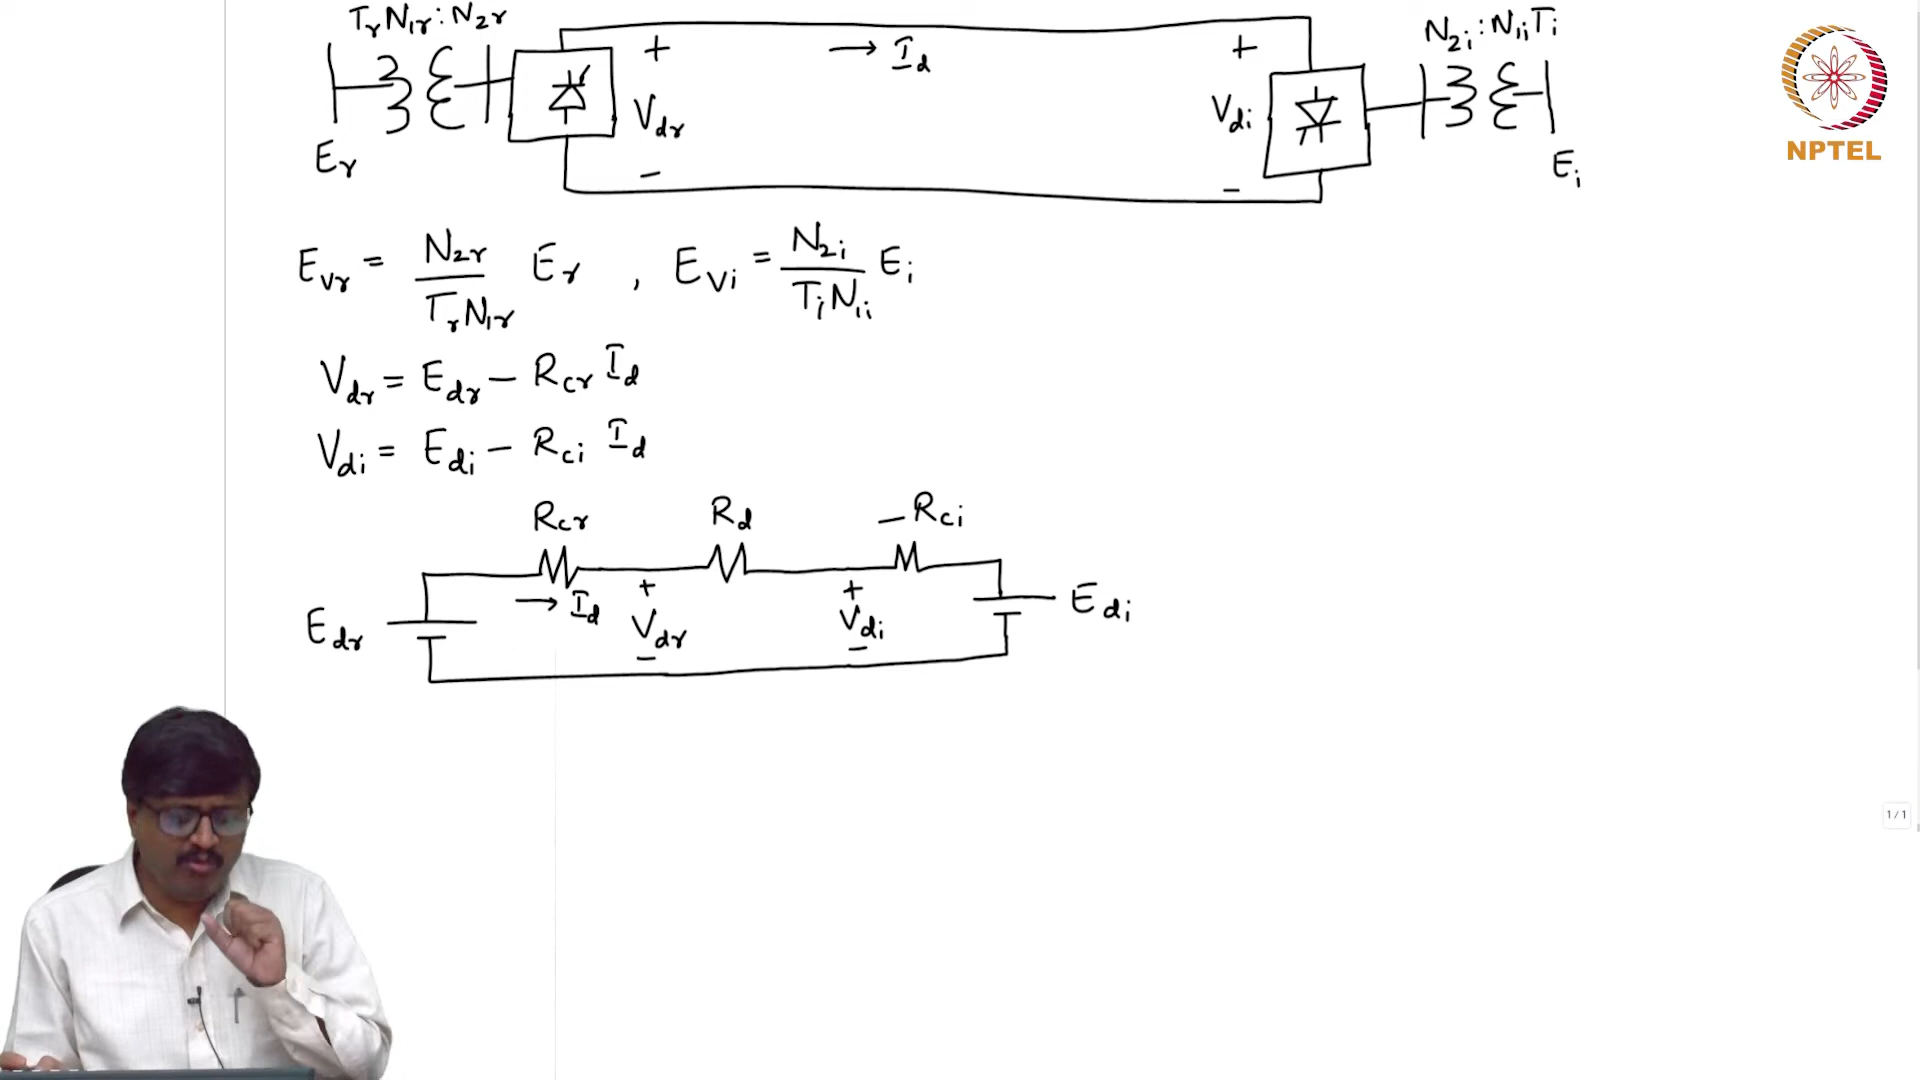 TrN1r : N2r
N2i : N1iTi
+
→ Id
+
Vdr
Vdi
Er
−
−
Ei
NPTEL
Evr = N2r / TrN1r Er , Evi = N2i / TiN1i Ei
Vdr = Edr − Rcr Id
Vdi = Edi − Rci Id
Rcr Rd −Rci
Edr → Id + Vdr − + Vdi − Edi
1/1